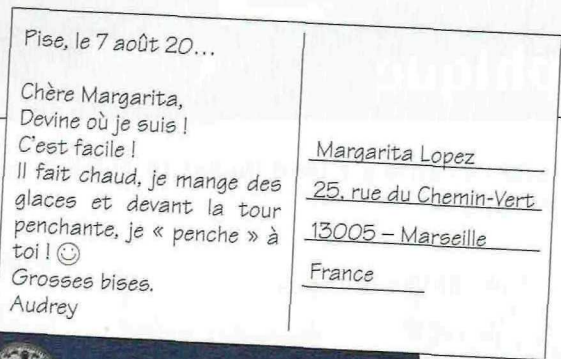 Pise, le 7 août 20...
Chère Margarita,
Devine où je suis !
C'est facile !
Il fait chaud, je mange des
glaces et devant la tour
penchante, je « penche » à
toi ! ☺
Grosses bises.
Audrey
Margarita Lopez
25, rue du Chemin-Vert
13005 – Marseille
France